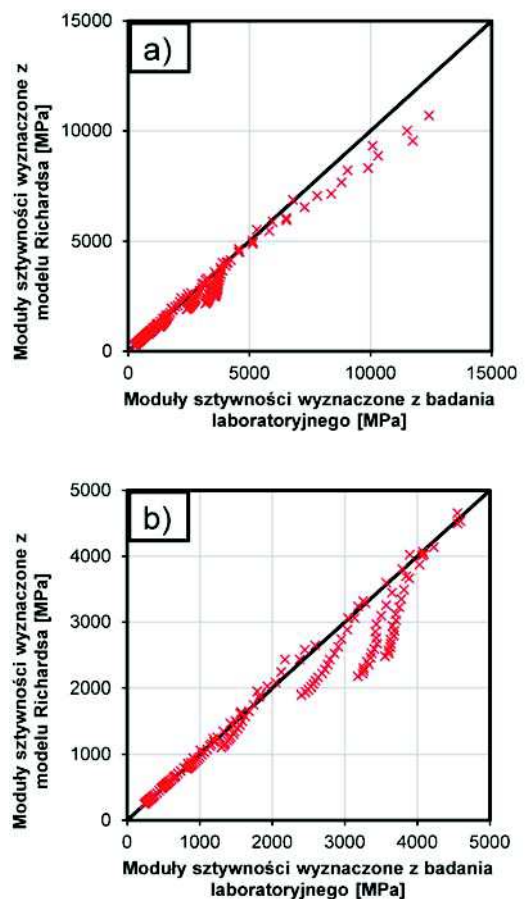 a)
Moduły sztywności wyznaczone z
modelu Richardsa [MPa]
15000
10000
5000
0
0 5000 10000 15000
Moduły sztywności wyznaczone z badania
laboratoryjnego [MPa]
b)
Moduły sztywności wyznaczone z
modelu Richardsa [MPa]
5000
4000
3000
2000
1000
0
0 1000 2000 3000 4000 5000
Moduły sztywności wyznaczone z badania
laboratoryjnego [MPa]